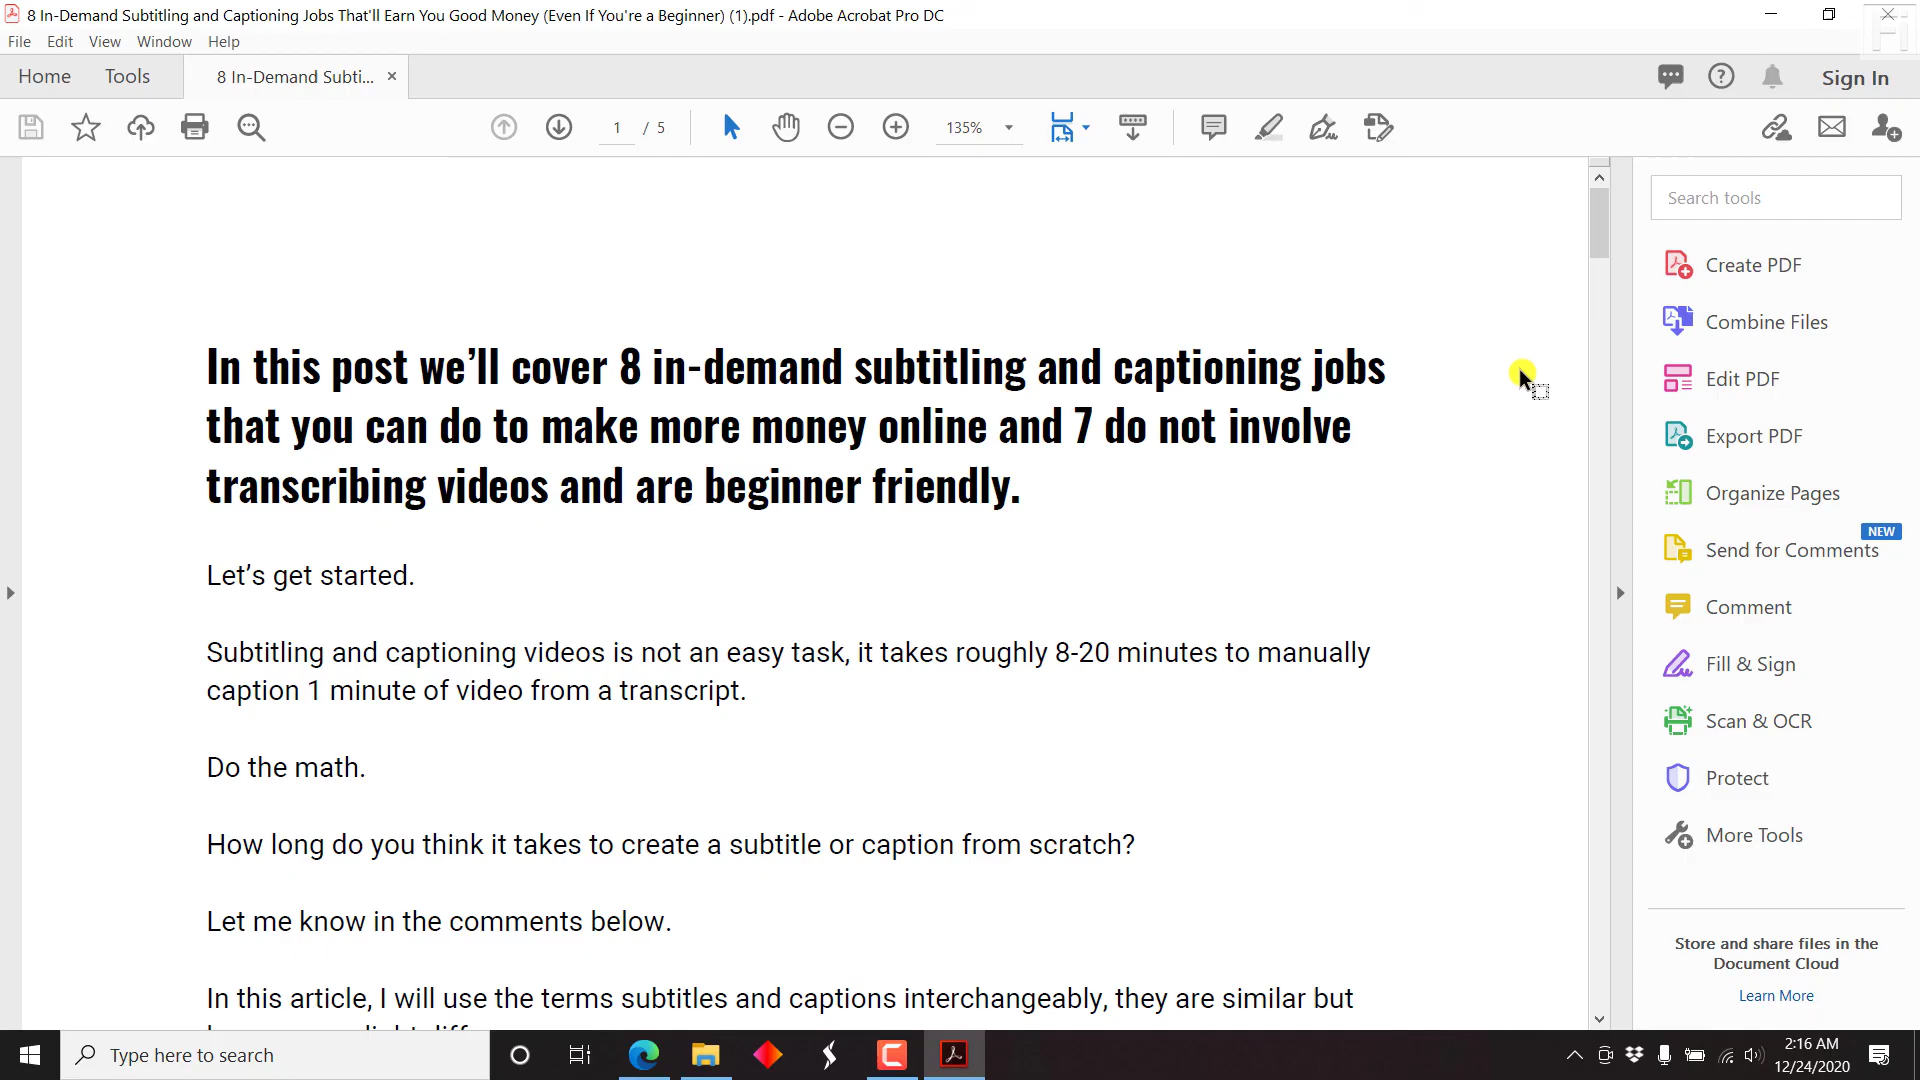 8 In-Demand Subtitling and Captioning Jobs That'll Earn You Good Money (Even If You're a Beginner) (1).pdf - Adobe Acrobat Pro DC
File Edit View Window Help
Home Tools 8 In-Demand Subti... Sign In
1 / 5 135%
Search tools
Create PDF
Combine Files
Edit PDF
Export PDF
Organize Pages
NEW
Send for Comments
Comment
Fill & Sign
Scan & OCR
Protect
More Tools
Store and share files in the
Document Cloud
Learn More
In this post we’ll cover 8 in-demand subtitling and captioning jobs
that you can do to make more money online and 7 do not involve
transcribing videos and are beginner friendly.
Let’s get started.
Subtitling and captioning videos is not an easy task, it takes roughly 8-20 minutes to manually
caption 1 minute of video from a transcript.
Do the math.
How long do you think it takes to create a subtitle or caption from scratch?
Let me know in the comments below.
In this article, I will use the terms subtitles and captions interchangeably, they are similar but
Type here to search
2:16 AM
12/24/2020